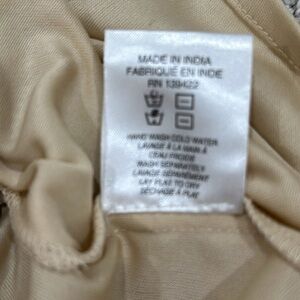 MADE IN INDIA
FABRIQUÉ EN INDE
RN 139422
HAND WASH COLD WATER
LAVAGE À LA MAIN À
L'EAU FROIDE
WASH SEPARATELY
LAVAGE SÉPARÉMENT
LAY FLAT TO DRY
SÉCHAGE À PLAT